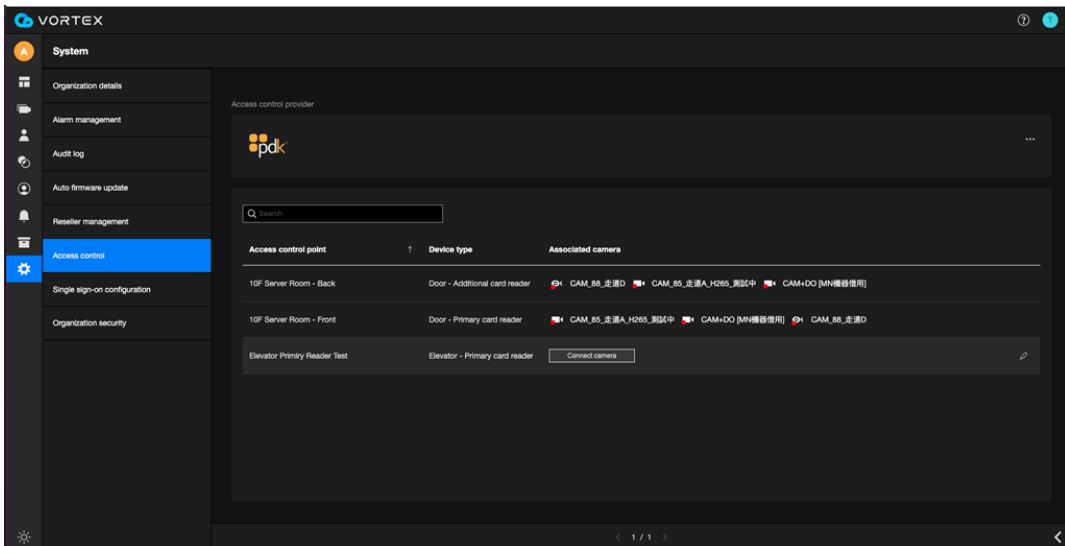 VORTEX
?
T
A
System
Organization details
Alarm management
Audit log
Auto firmware update
Reseller management
Access control
Single sign-on configuration
Organization security
Access control provider
pdk
Search
Access control point ↑ Device type Associated camera
10F Server Room - Back Door - Additional card reader CAM_88_走道D CAM_85_走道A_H265_測試中 CAM+DO [MN機器借用]
10F Server Room - Front Door - Primary card reader CAM_85_走道A_H265_測試中 CAM+DO [MN機器借用] CAM_88_走道D
Elevator Primiry Reader Test Elevator - Primary card reader Connect camera
< 1 / 1 >